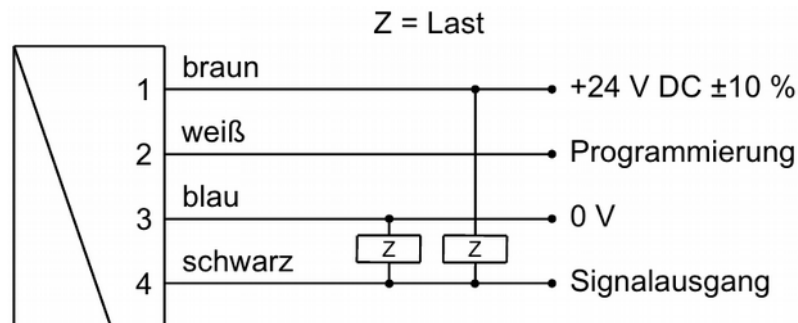 Z = Last
braun
1
+24 V DC ±10 %
weiß
2
Programmierung
blau
3
0 V
Z
Z
schwarz
4
Signalausgang